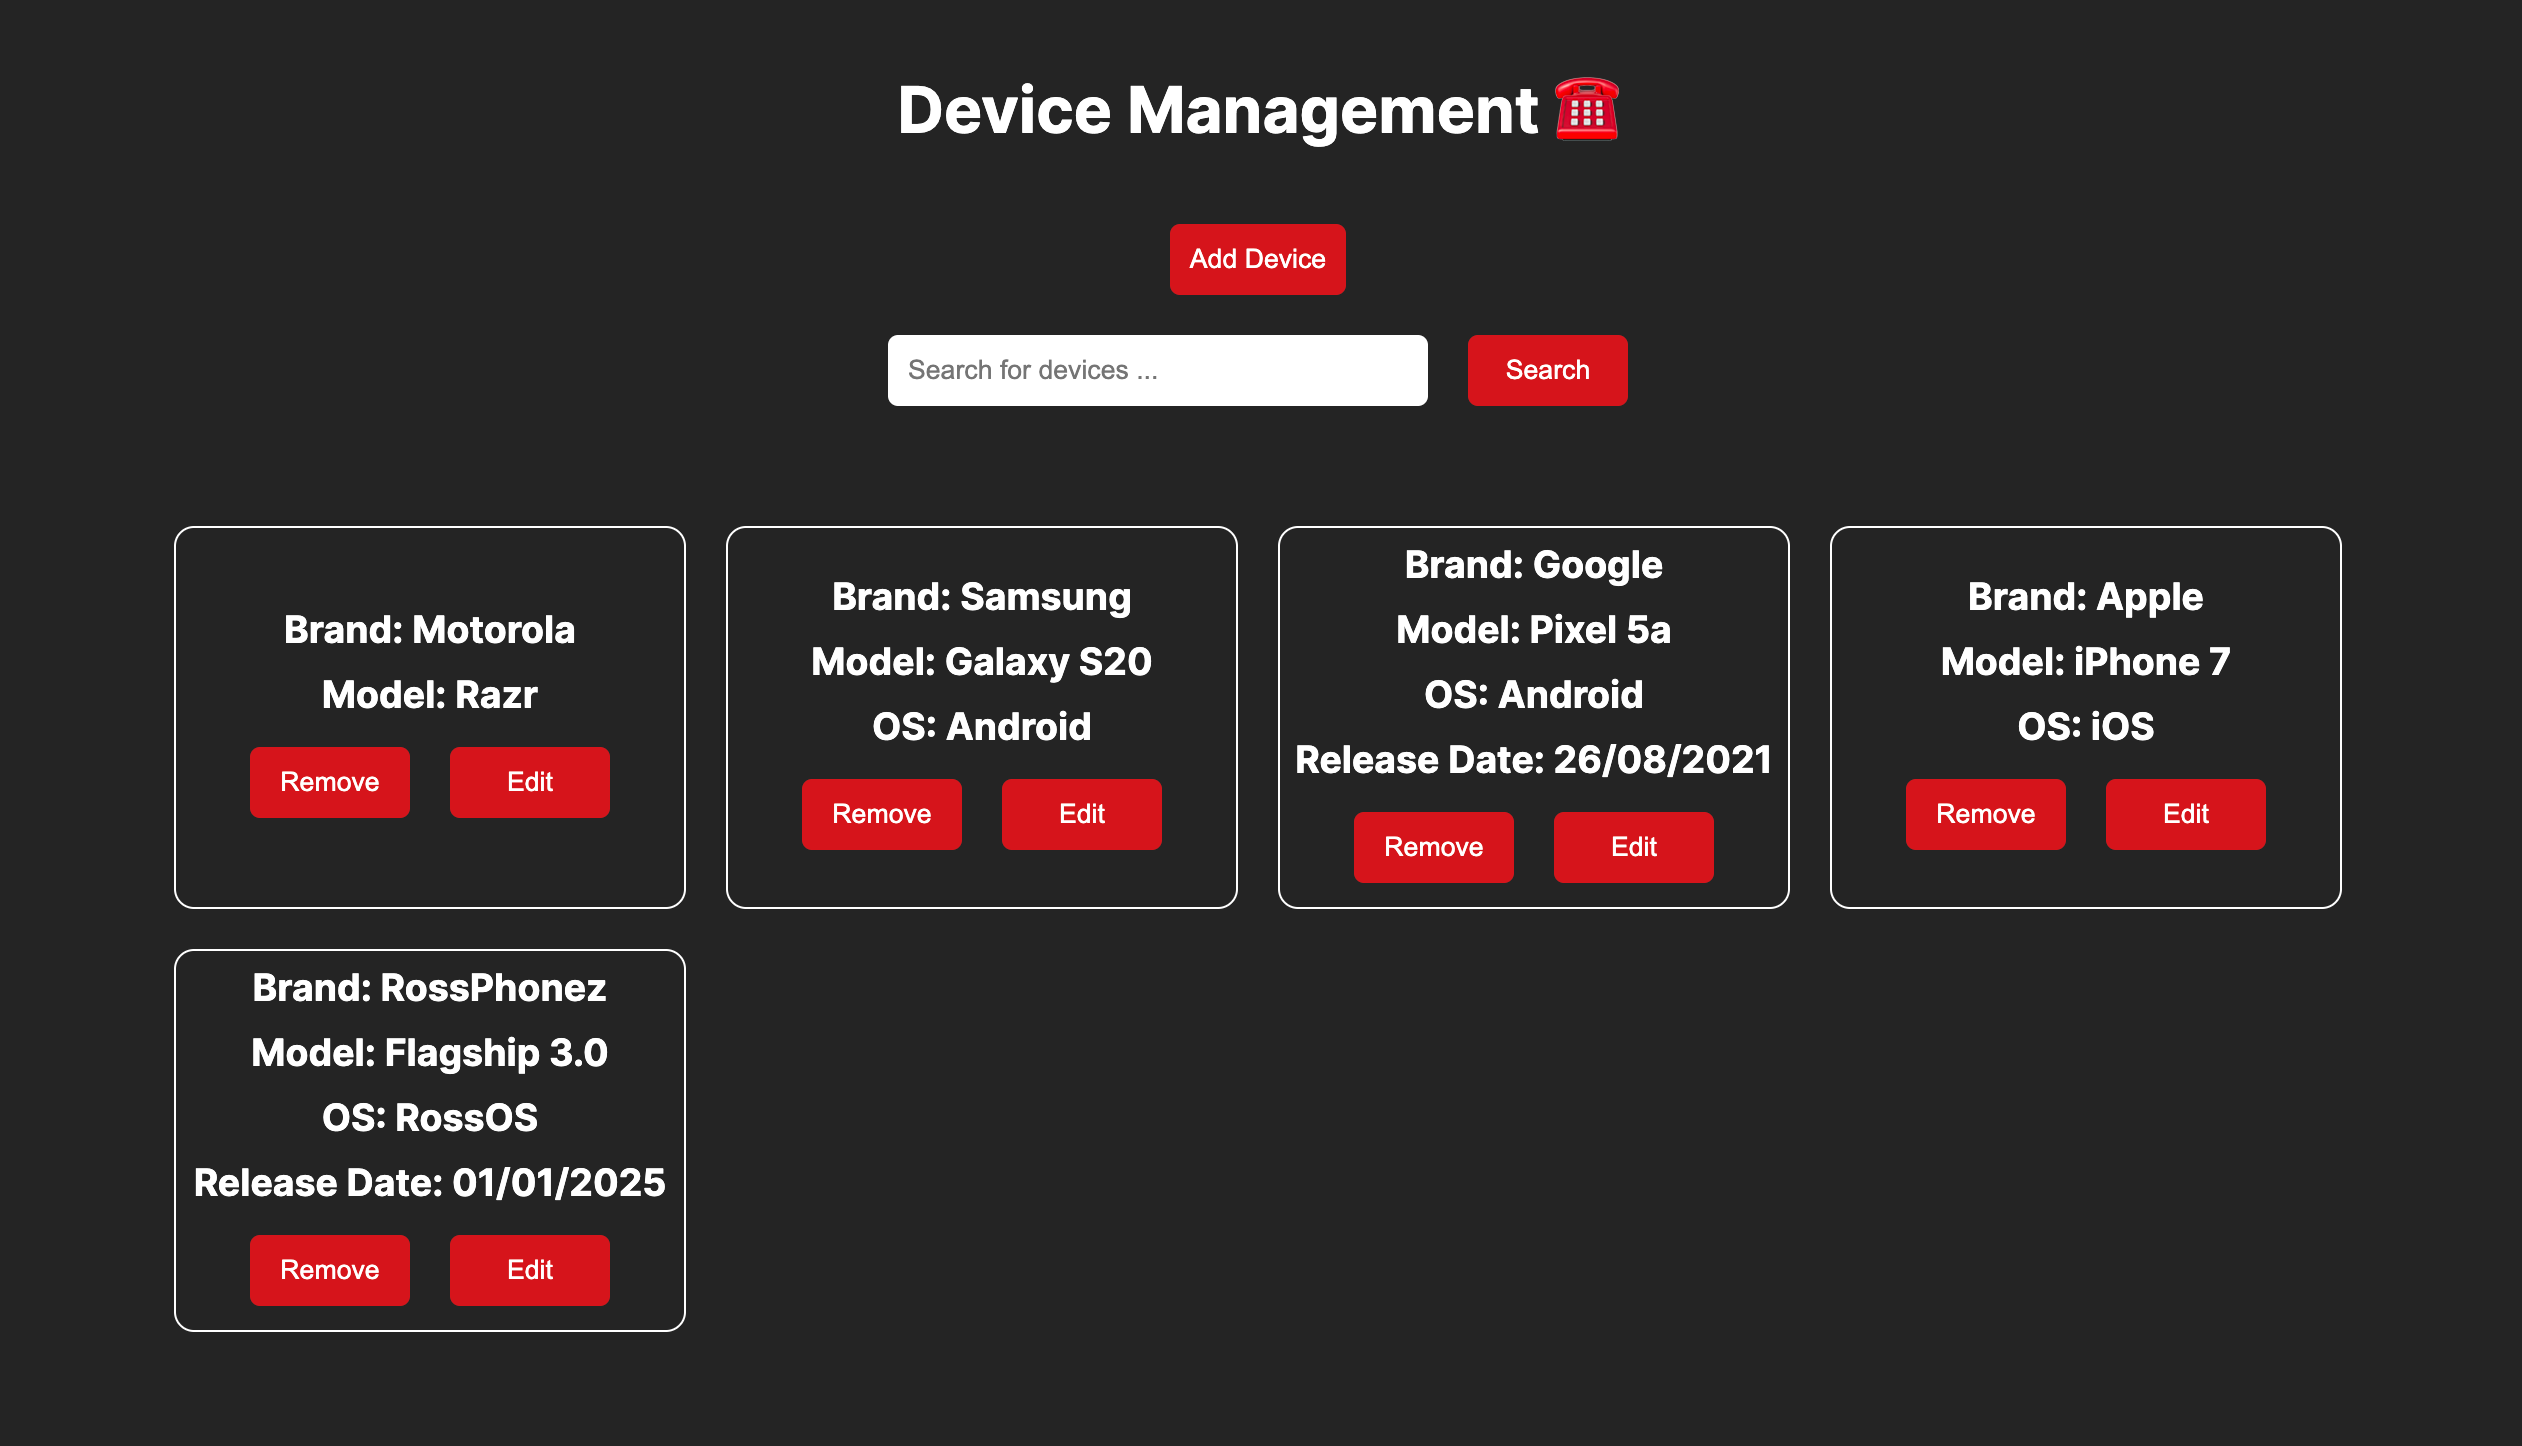 Device Management ☎️
Add Device
Search for devices ...
Search
Brand: Motorola
Model: Razr
Remove
Edit
Brand: Samsung
Model: Galaxy S20
OS: Android
Remove
Edit
Brand: Google
Model: Pixel 5a
OS: Android
Release Date: 26/08/2021
Remove
Edit
Brand: Apple
Model: iPhone 7
OS: iOS
Remove
Edit
Brand: RossPhonez
Model: Flagship 3.0
OS: RossOS
Release Date: 01/01/2025
Remove
Edit